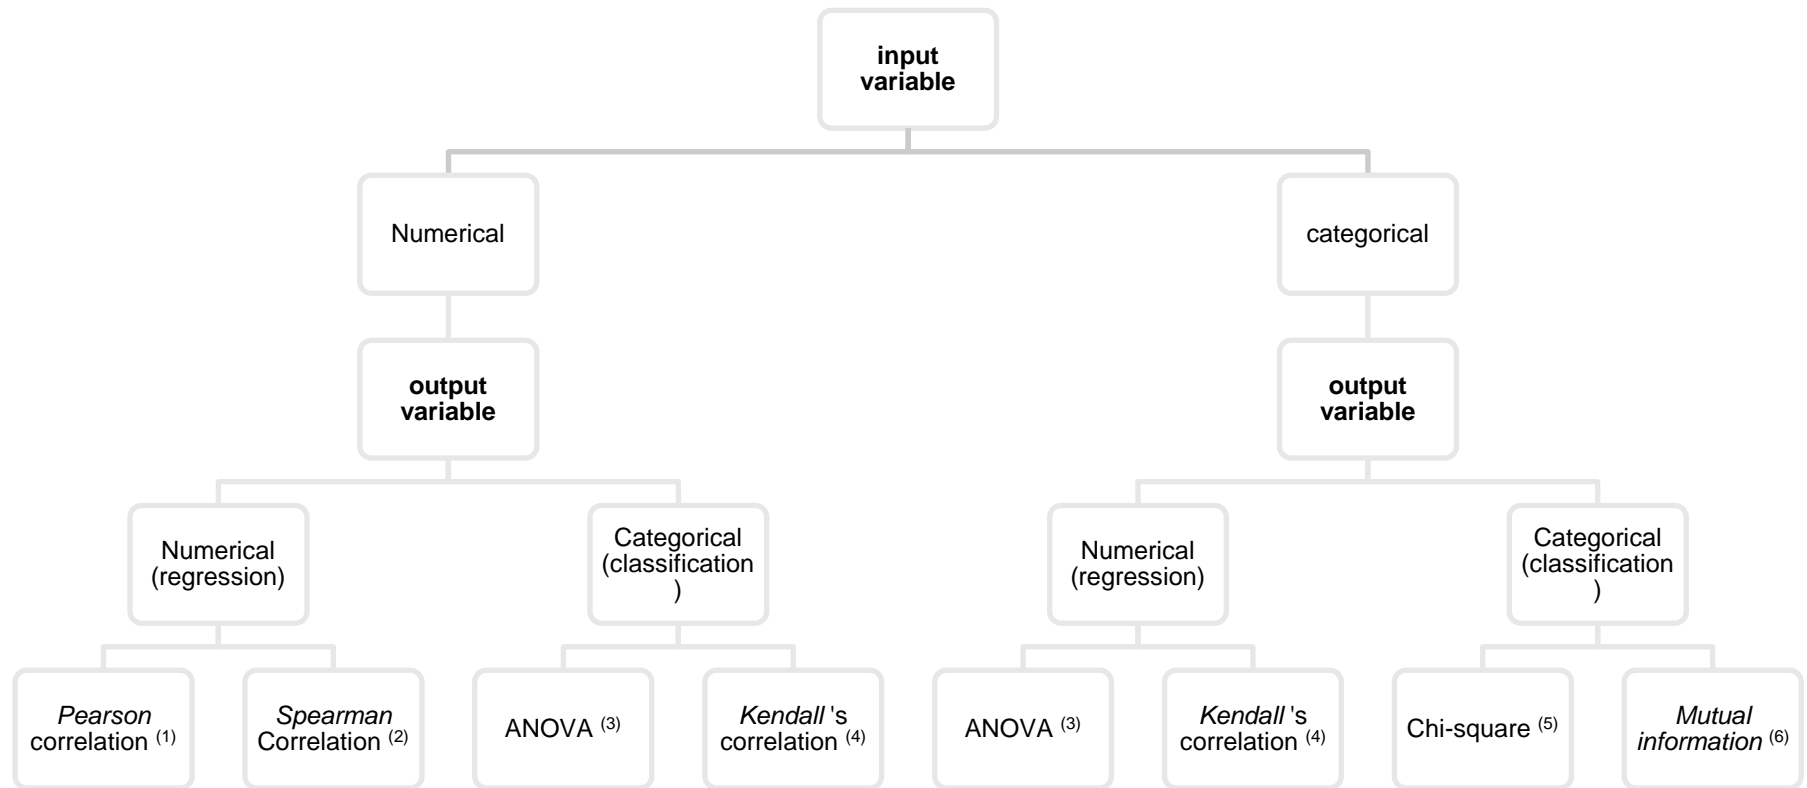 input
variable
Numerical
categorical
output
variable
output
variable
Numerical
(regression)
Categorical
(classification
)
Numerical
(regression)
Categorical
(classification
)
Pearson
correlation (1)
Spearman
Correlation (2)
ANOVA (3)
Kendall 's
correlation (4)
ANOVA (3)
Kendall 's
correlation (4)
Chi-square (5)
Mutual
information (6)